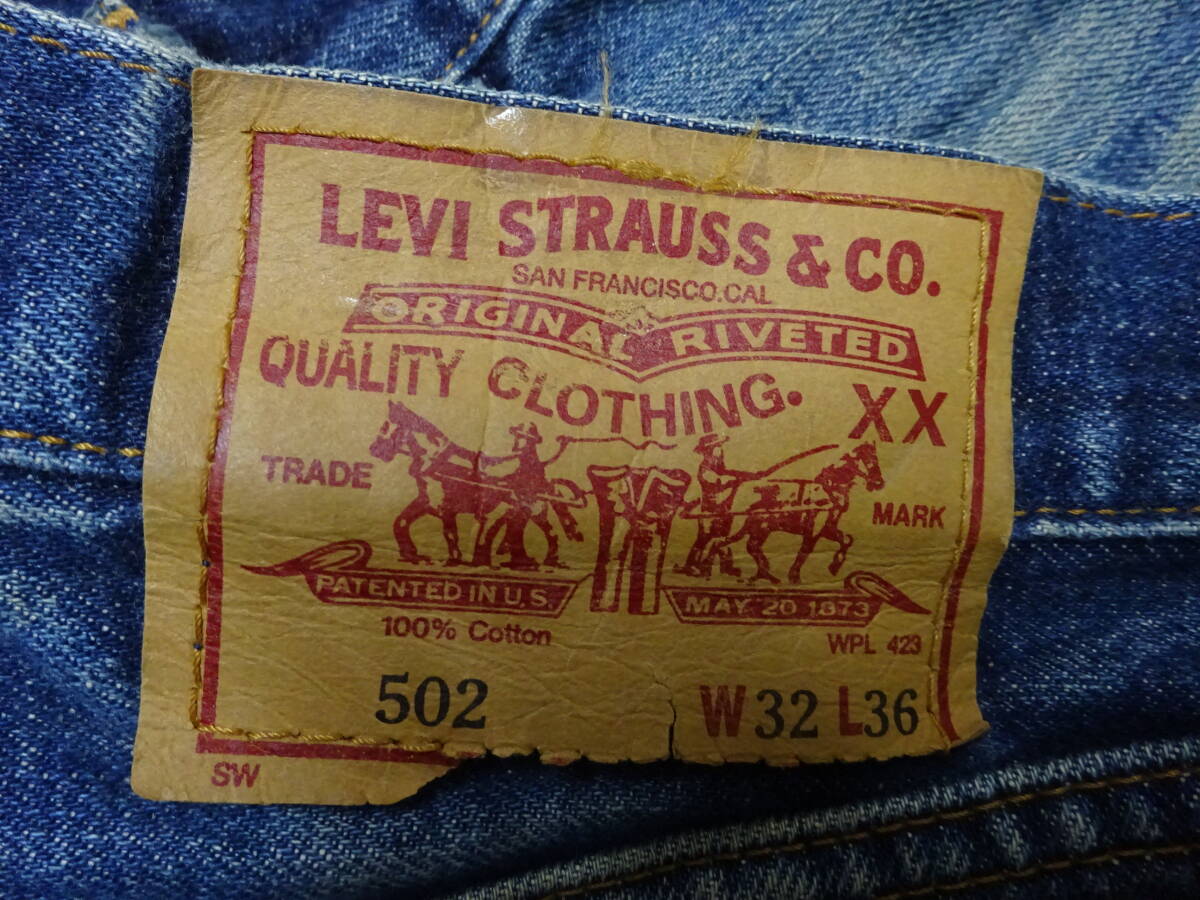 LEVI STRAUSS & CO.
SAN FRANCISCO.CAL
ORIGINAL RIVETED
QUALITY CLOTHING.
XX
TRADE MARK
PATENTED IN U.S. MAY 20 1873
100% Cotton WPL 423
502 W32 L36
SW